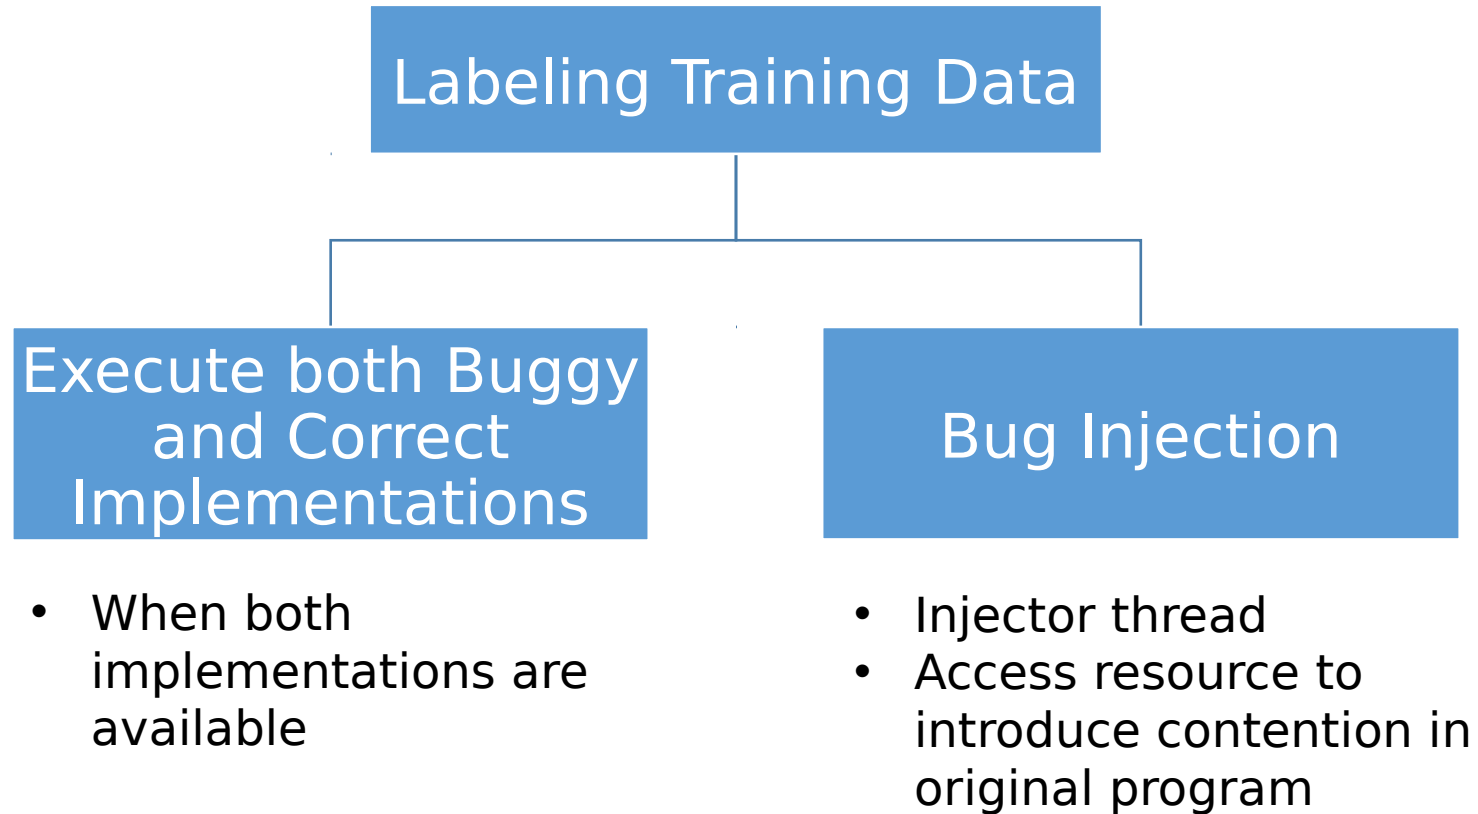 Labeling Training Data
Execute both Buggy
and Correct
Implementations
Bug Injection
• When both
implementations are
available
• Injector thread
• Access resource to
introduce contention in
original program